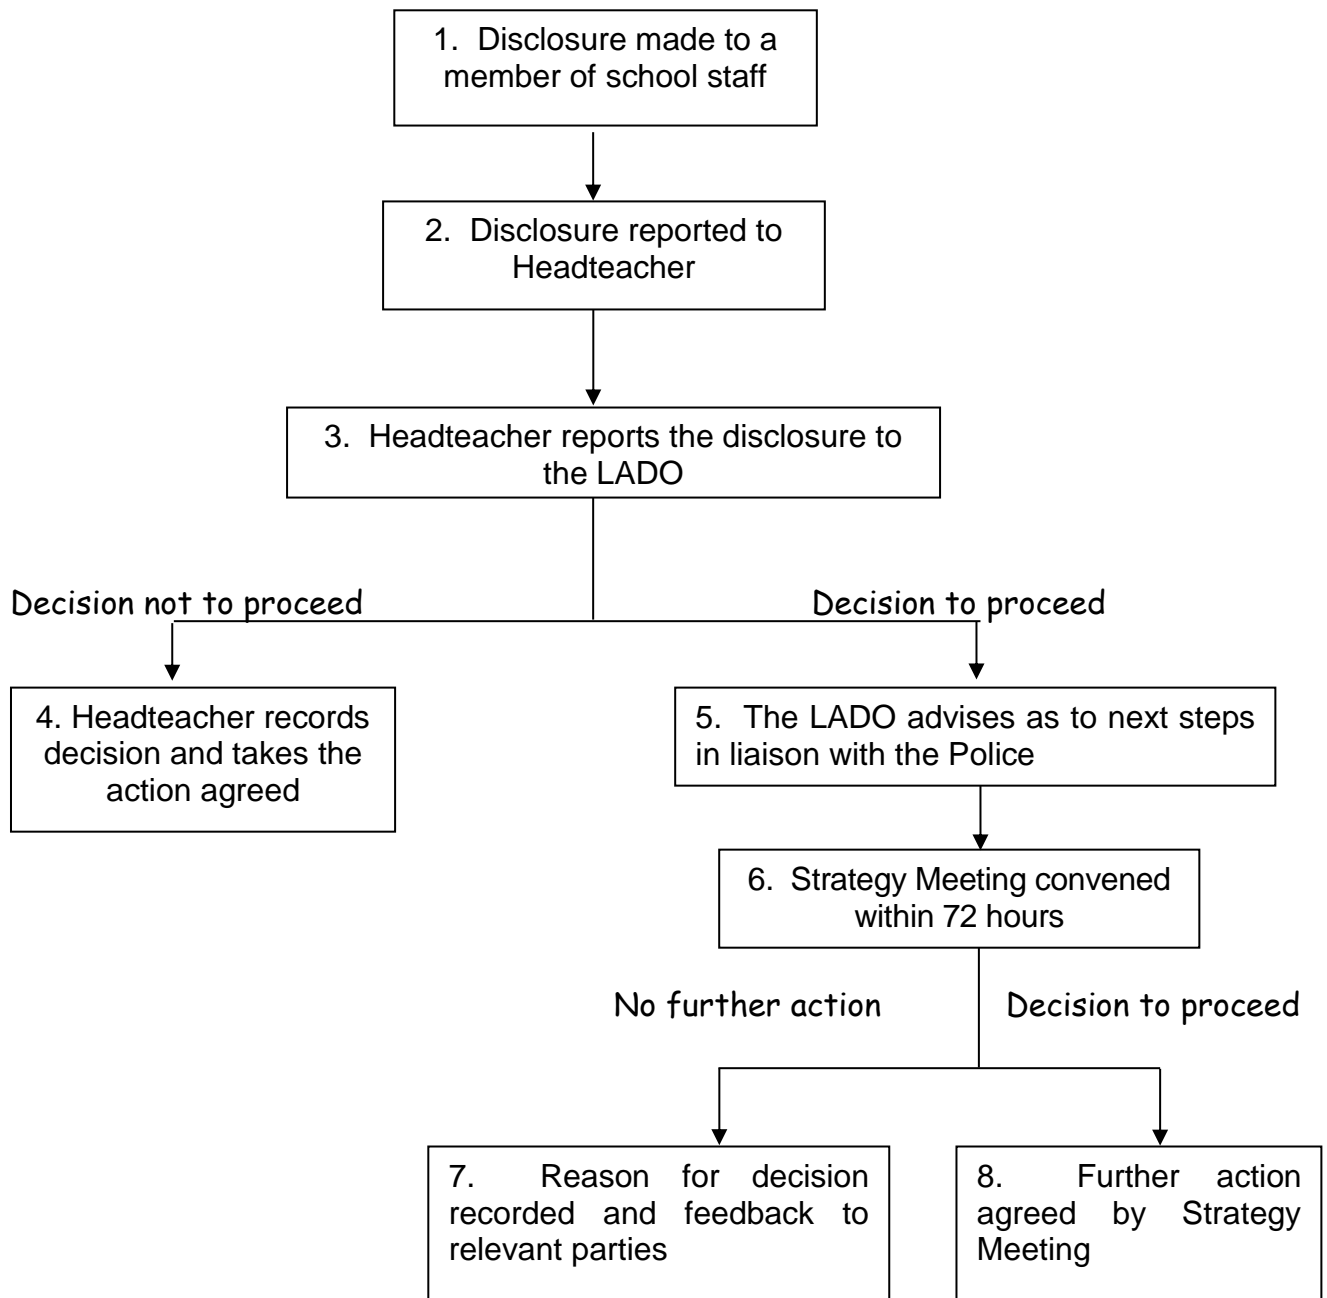 1. Disclosure made to a
member of school staff
2. Disclosure reported to
Headteacher
3. Headteacher reports the disclosure to
the LADO
Decision not to proceed
Decision to proceed
4. Headteacher records
decision and takes the
action agreed
5. The LADO advises as to next steps
in liaison with the Police
6. Strategy Meeting convened
within 72 hours
No further action
Decision to proceed
7. Reason for decision
recorded and feedback to
relevant parties
8. Further action
agreed by Strategy
Meeting